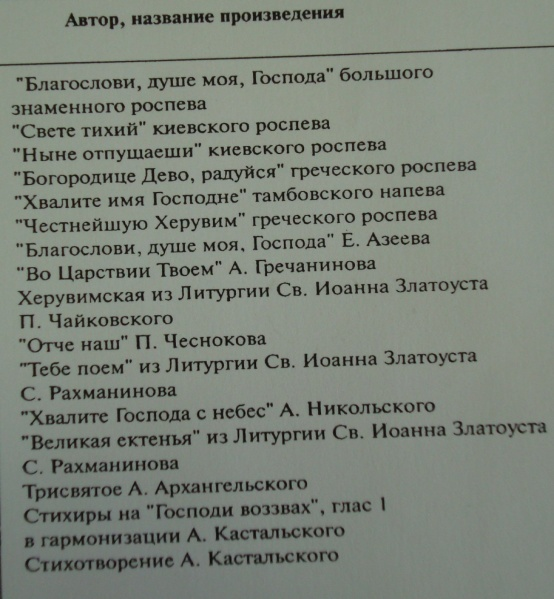 Автор, название произведения
"Благослови, душе моя, Господа" большого
знаменного роспева
"Свете тихий" киевского роспева
"Ныне отпущаеши" киевского роспева
"Богородице Дево, радуйся" греческого роспева
"Хвалите имя Господне" тамбовского напева
"Честнейшую Херувим" греческого роспева
"Благослови, душе моя, Господа" Е. Азеева
"Во Царствии Твоем" А. Гречанинова
Херувимская из Литургии Св. Иоанна Златоуста
П. Чайковского
"Отче наш" П. Чеснокова
"Тебе поем" из Литургии Св. Иоанна Златоуста
С. Рахманинова
"Хвалите Господа с небес" А. Никольского
"Великая ектенья" из Литургии Св. Иоанна Златоуста
С. Рахманинова
Трисвятое А. Архангельского
Стихиры на "Господи воззвах", глас 1
в гармонизации А. Кастальского
Стихотворение А. Кастальского